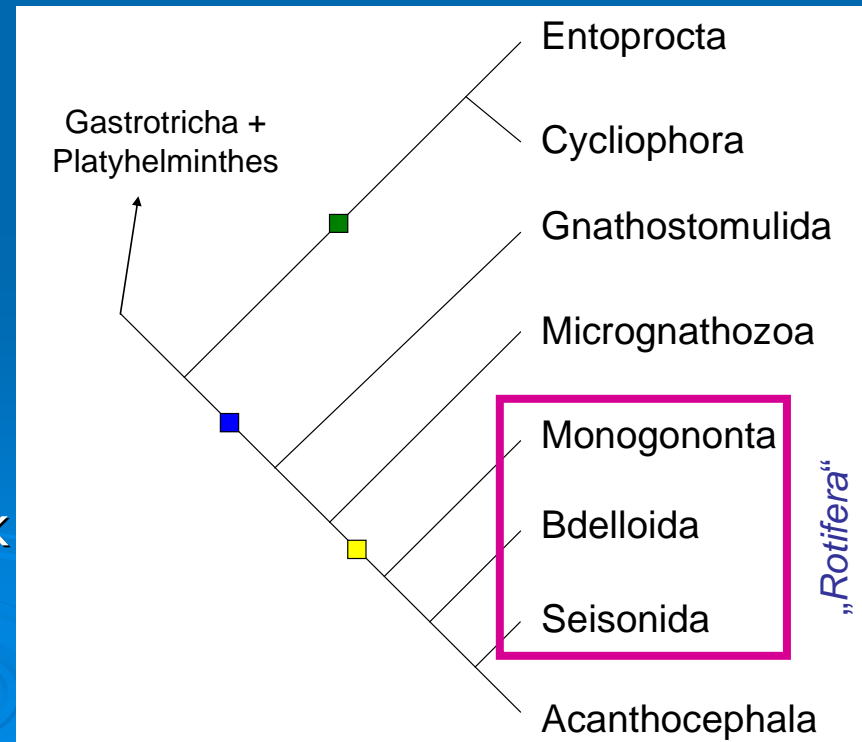 Entoprocta
Gastrotricha +
Platyhelminthes
Cycliophora
Gnathostomulida
Micrognathozoa
Monogononta
Bdelloida
Seisonida
„Rotifera“
Acanthocephala